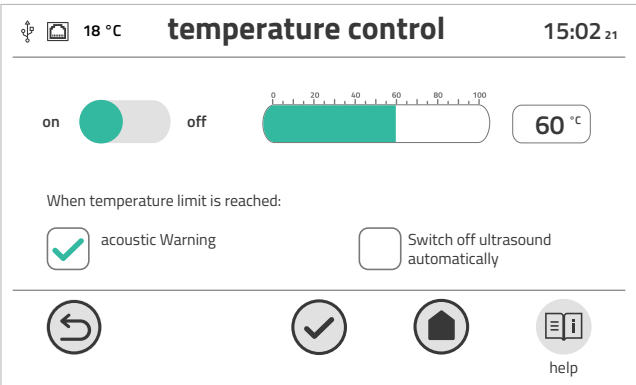 18 °C temperature control 15:02 21
0 20 40 60 80 100
on off 60 °C
When temperature limit is reached:
acoustic Warning
Switch off ultrasound
automatically
i
help